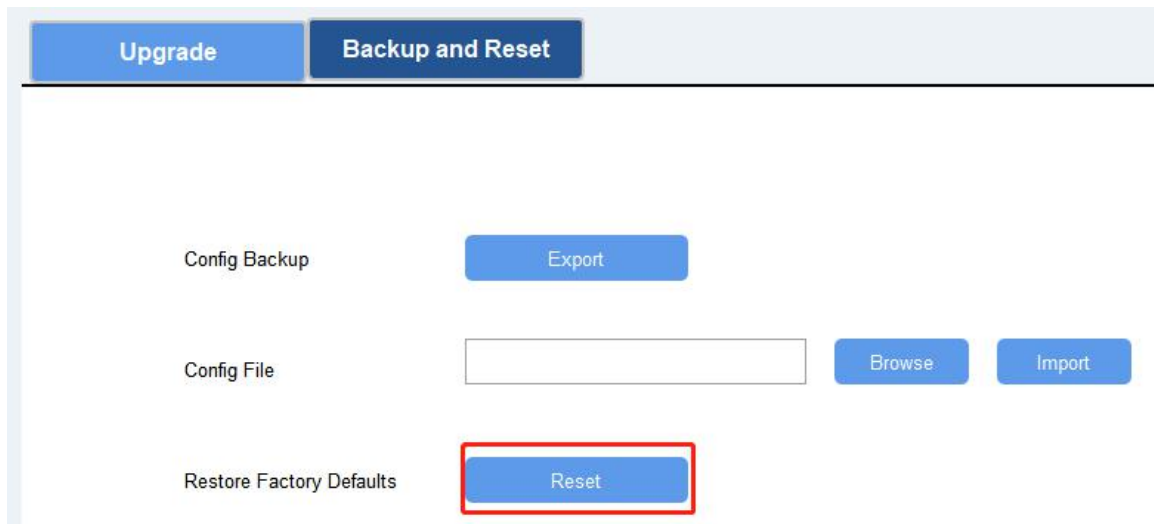 Upgrade Backup and Reset
Config Backup Export
Config File Browse Import
Restore Factory Defaults Reset